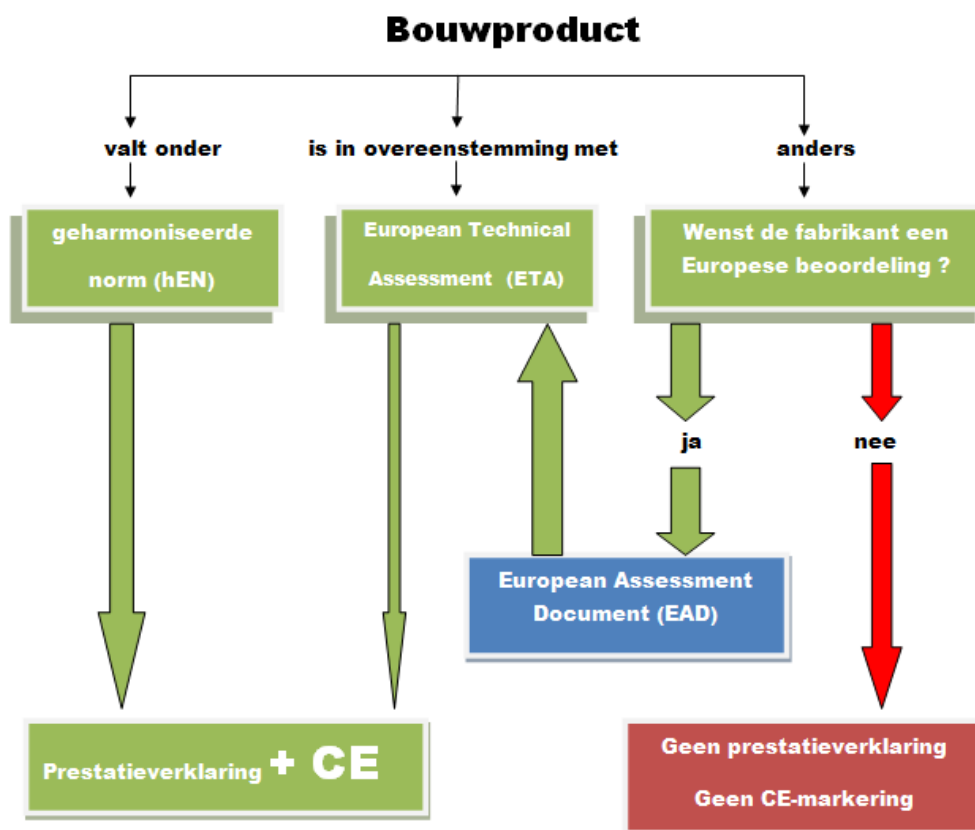 Bouwproduct
valt onder
is in overeenstemming met
anders
geharmoniseerde
norm (hEN)
European Technical
Assessment (ETA)
Wenst de fabrikant een
Europese beoordeling ?
ja
nee
European Assessment
Document (EAD)
Prestatieverklaring + CE
Geen prestatieverklaring
Geen CE-markering